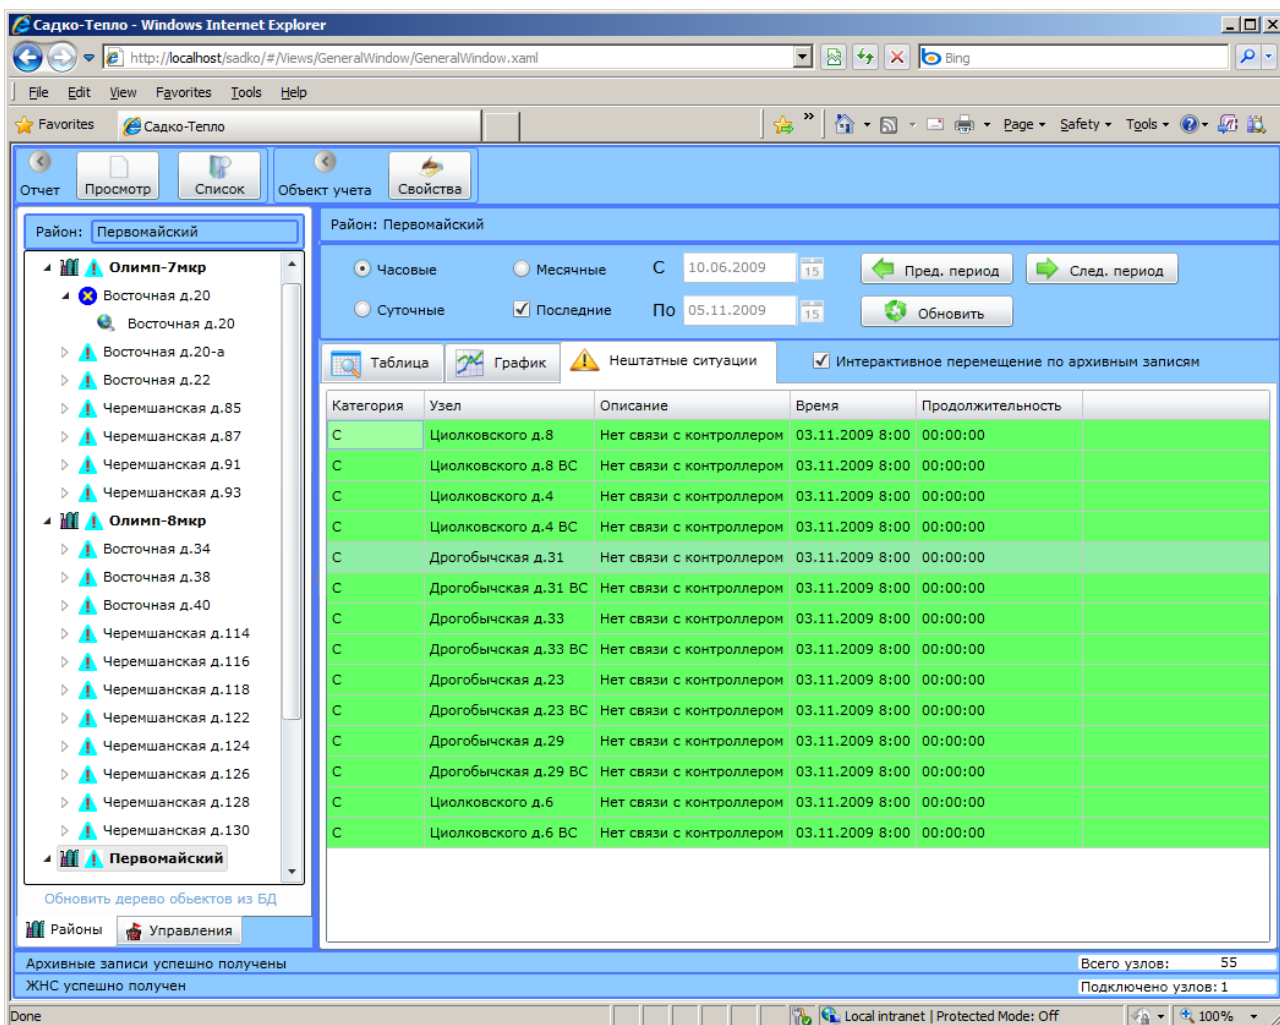 Садко-Тепло - Windows Internet Explorer
http://localhost/sadko/#/Views/GeneralWindow/GeneralWindow.xaml
Bing
File Edit View Favorites Tools Help
Favorites Садко-Тепло » Page Safety Tools
Отчет Просмотр Список Объект учета Свойства
Район: Первомайский
Олимп-7мкр
Восточная д.20
Восточная д.20
Восточная д.20-а
Восточная д.22
Черемшанская д.85
Черемшанская д.87
Черемшанская д.91
Черемшанская д.93
Олимп-8мкр
Восточная д.34
Восточная д.38
Восточная д.40
Черемшанская д.114
Черемшанская д.116
Черемшанская д.118
Черемшанская д.122
Черемшанская д.124
Черемшанская д.126
Черемшанская д.128
Черемшанская д.130
Первомайский
Обновить дерево обьектов из БД
Районы Управления
Район: Первомайский
Часовые Месячные С 10.06.2009 15 Пред. период След. период
Суточные Последние По 05.11.2009 15 Обновить
Таблица График Нештатные ситуации Интерактивное перемещение по архивным записям
Категория Узел Описание Время Продолжительность
С Циолковского д.8 Нет связи с контроллером 03.11.2009 8:00 00:00:00
С Циолковского д.8 ВС Нет связи с контроллером 03.11.2009 8:00 00:00:00
С Циолковского д.4 Нет связи с контроллером 03.11.2009 8:00 00:00:00
С Циолковского д.4 ВС Нет связи с контроллером 03.11.2009 8:00 00:00:00
С Дрогобычская д.31 Нет связи с контроллером 03.11.2009 8:00 00:00:00
С Дрогобычская д.31 ВС Нет связи с контроллером 03.11.2009 8:00 00:00:00
С Дрогобычская д.33 Нет связи с контроллером 03.11.2009 8:00 00:00:00
С Дрогобычская д.33 ВС Нет связи с контроллером 03.11.2009 8:00 00:00:00
С Дрогобычская д.23 Нет связи с контроллером 03.11.2009 8:00 00:00:00
С Дрогобычская д.23 ВС Нет связи с контроллером 03.11.2009 8:00 00:00:00
С Дрогобычская д.29 Нет связи с контроллером 03.11.2009 8:00 00:00:00
С Дрогобычская д.29 ВС Нет связи с контроллером 03.11.2009 8:00 00:00:00
С Циолковского д.6 Нет связи с контроллером 03.11.2009 8:00 00:00:00
С Циолковского д.6 ВС Нет связи с контроллером 03.11.2009 8:00 00:00:00
Архивные записи успешно получены Всего узлов: 55
ЖНС успешно получен Подключено узлов: 1
Done Local intranet | Protected Mode: Off 100%